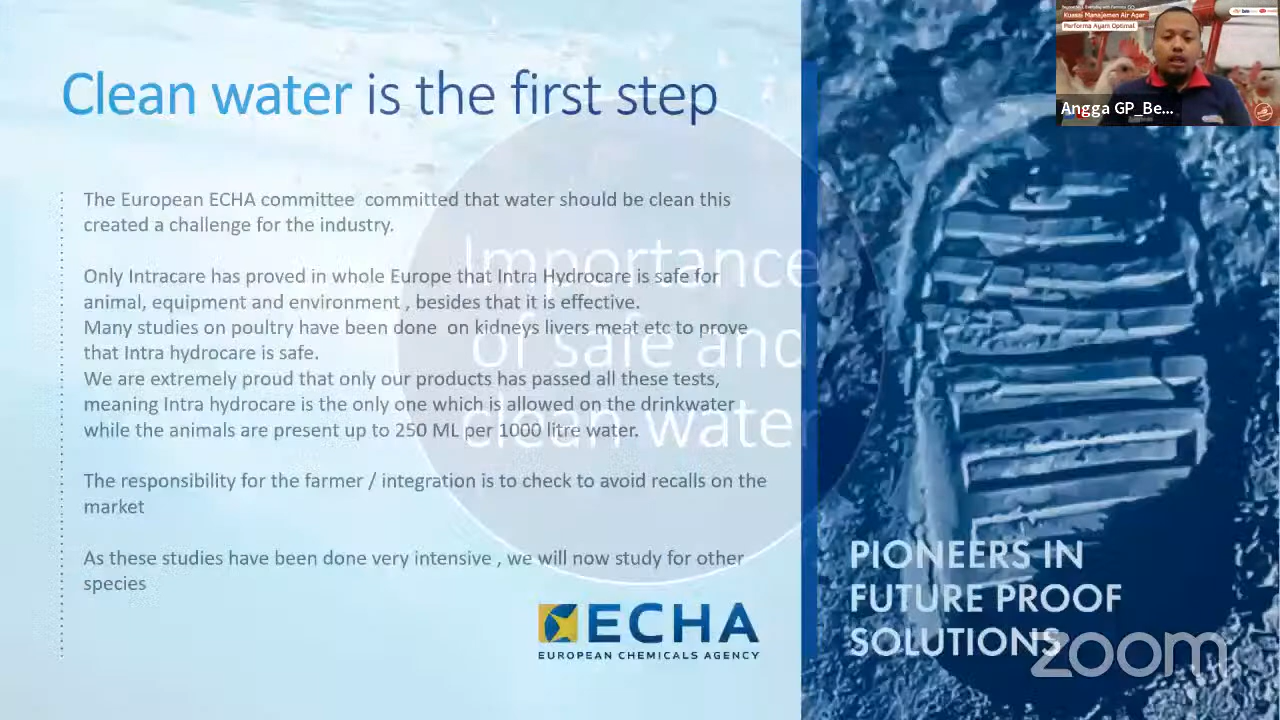 Clean water is the first step
The European ECHA committee committed that water should be clean this
created a challenge for the industry.
Only Intracare has proved in whole Europe that Intra Hydrocare is safe for
animal, equipment and environment , besides that it is effective.
Many studies on poultry have been done on kidneys livers meat etc to prove
that Intra hydrocare is safe.
We are extremely proud that only our products has passed all these tests,
meaning Intra hydrocare is the only one which is allowed on the drinkwater
while the animals are present up to 250 ML per 1000 litre water.
The responsibility for the farmer / integration is to check to avoid recalls on the
market
As these studies have been done very intensive , we will now study for other
species
Importance
of safe and
clean water
ECHA
EUROPEAN CHEMICALS AGENCY
Kuasai Manajemen Air Agar
Performa Ayam Optimal
Angga GP_Be...
PIONEERS IN
FUTURE PROOF
SOLUTIONS
zoom